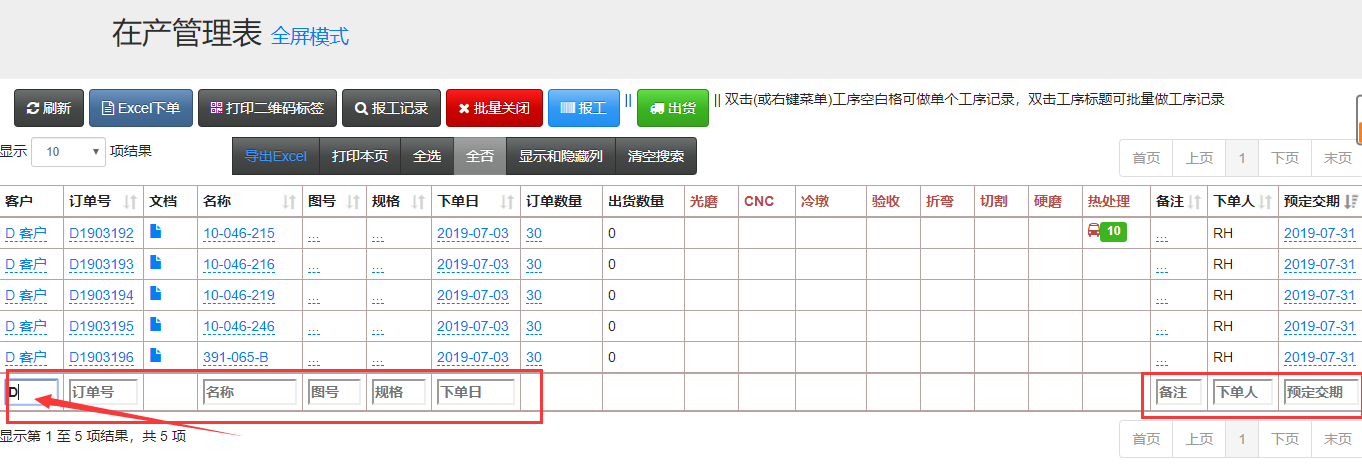 在产管理表 全屏模式
刷新 Excel下单 打印二维码标签 报工记录 批量关闭 报工 || 出货 || 双击(或右键菜单)工序空白格可做单个工序记录，双击工序标题可批量做工序记录
显示 10 项结果 导出Excel 打印本页 全选 全否 显示和隐藏列 清空搜索 首页 上页 1 下页 末页
客户 订单号 文档 名称 图号 规格 下单日 订单数量 出货数量 光磨 CNC 冷墩 验收 折弯 切割 硬磨 热处理 备注 下单人 预定交期
D 客户 D1903192 10-046-215 ... ... 2019-07-03 30 0 10 ... RH 2019-07-31
D 客户 D1903193 10-046-216 ... ... 2019-07-03 30 0 ... RH 2019-07-31
D 客户 D1903194 10-046-219 ... ... 2019-07-03 30 0 ... RH 2019-07-31
D 客户 D1903195 10-046-246 ... ... 2019-07-03 30 0 ... RH 2019-07-31
D 客户 D1903196 391-065-B ... ... 2019-07-03 30 0 ... RH 2019-07-31
D 订单号 名称 图号 规格 下单日 备注 下单人 预定交期
显示第 1 至 5 项结果，共 5 项 首页 上页 1 下页 末页